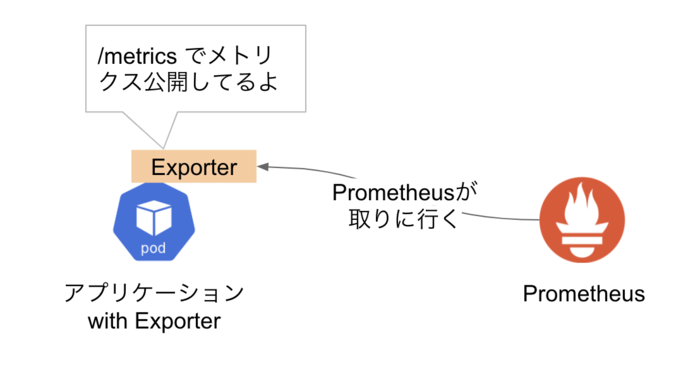 /metrics でメトリ
クス公開してるよ
Exporter
Prometheusが
取りに行く
pod
アプリケーション
with Exporter
Prometheus